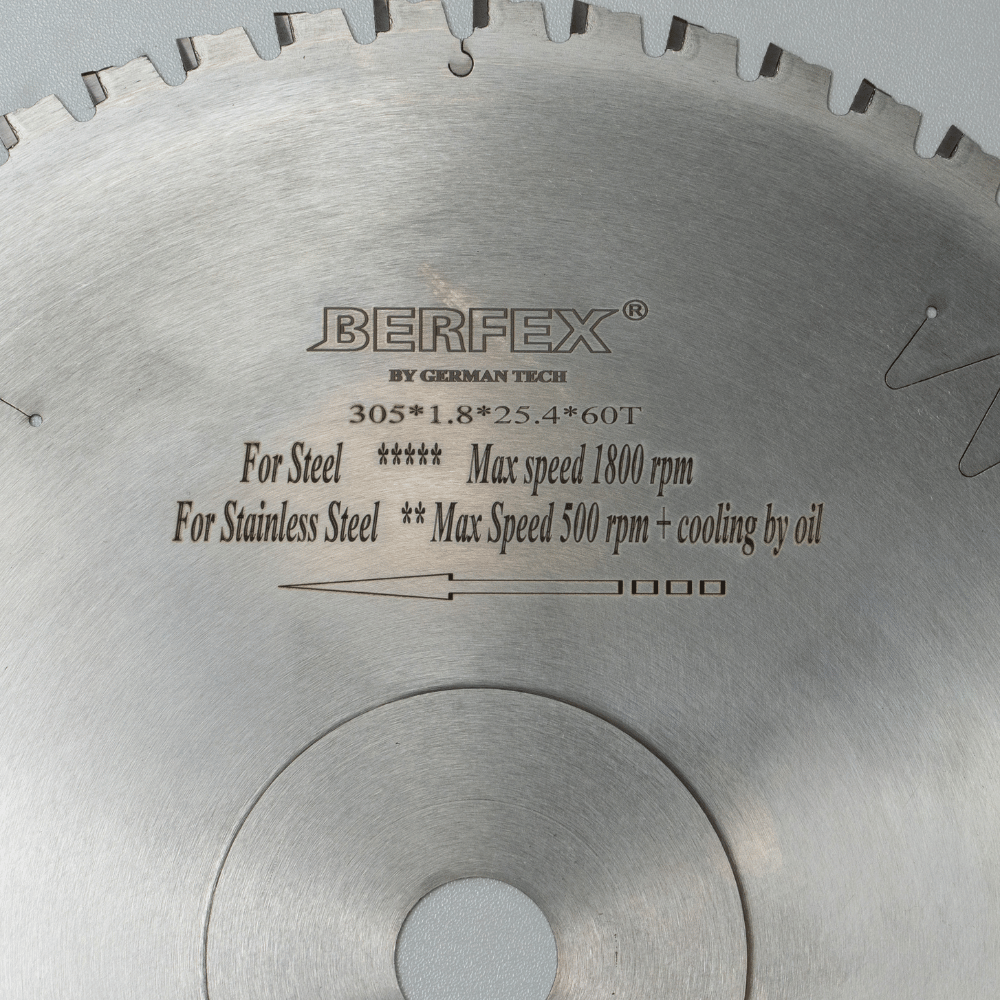 BERFEX®
BY GERMAN TECH
305*1.8*25.4*60T
For Steel ***** Max speed 1800 rpm
For Stainless Steel ** Max Speed 500 rpm + cooling by oil